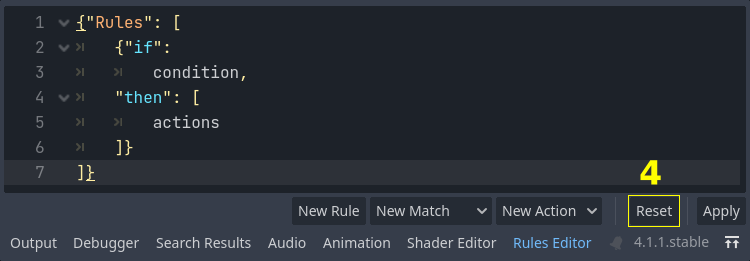 1 {"Rules": [
2 {"if":
3 condition,
4 "then": [
5 actions
6 ]}
7 ]}
4
New Rule New Match New Action Reset Apply
Output Debugger Search Results Audio Animation Shader Editor Rules Editor 4.1.1.stable